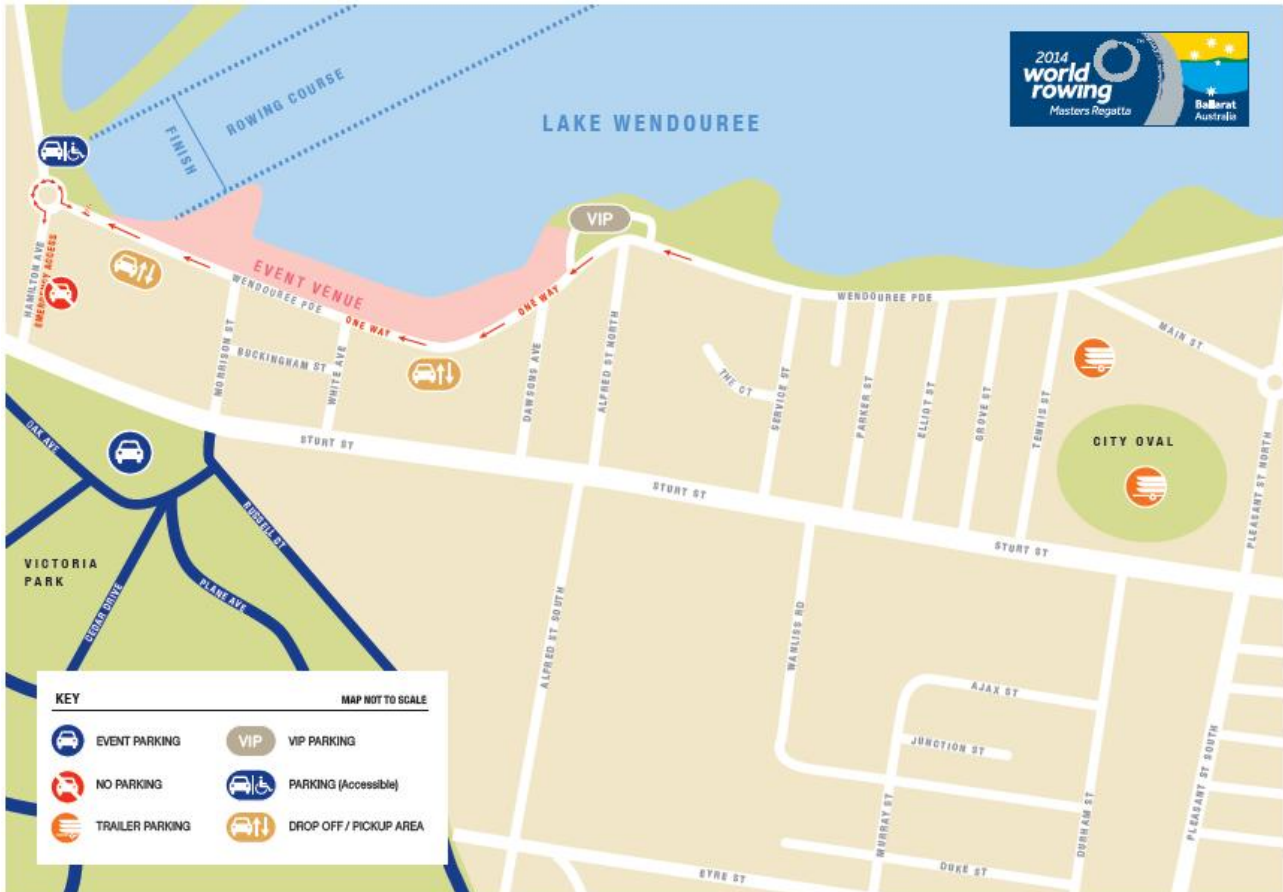 2014
world
rowing
Masters Regatta
TM
Ballarat
Australia
ROWING COURSE
FINISH
LAKE WENDOUREE
VIP
EVENT VENUE
WENDOUREE PDE
ONE WAY
ONE WAY
WENDOUREE PDE
HAMILTON AVE
EMERGENCY ACCESS
MORRISON ST
BUCKINGHAM ST
WHITE AVE
DAWSONS AVE
ALFRED ST NORTH
THE CT
SERVICE ST
PARKER ST
ELLIOT ST
GROVE ST
TENNIS ST
MAIN ST
CITY OVAL
PLEASANT ST NORTH
STURT ST
STURT ST
STURT ST
OAK AVE
RUSSELL CT
VICTORIA
PARK
CEDAR DRIVE
PLANE AVE
ALFRED ST SOUTH
WANLISS RD
AJAX ST
JUNCTION ST
MURRAY ST
DURHAM ST
PLEASANT ST SOUTH
DUKE ST
EYRE ST
KEY
MAP NOT TO SCALE
EVENT PARKING
VIP
VIP PARKING
NO PARKING
PARKING (Accessible)
TRAILER PARKING
DROP OFF / PICKUP AREA